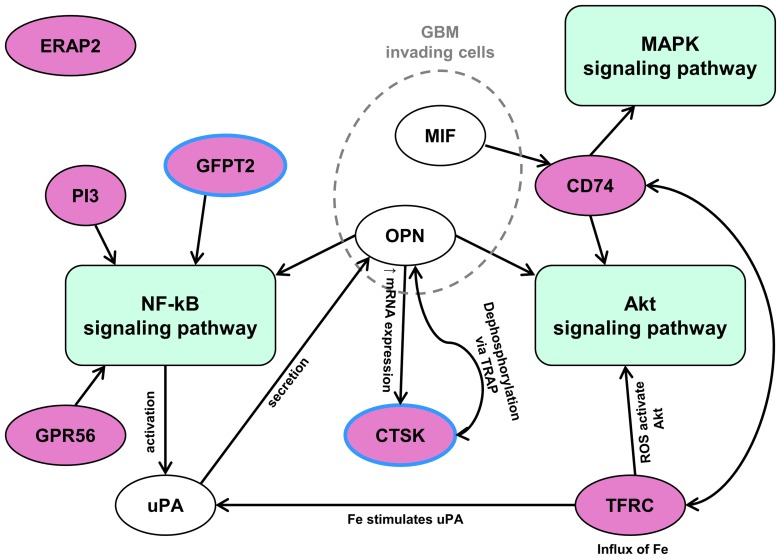 ERAP2
GBM
invading cells
MAPK
signaling pathway
MIF
GFPT2
PI3
CD74
OPN
NF-kB
signaling pathway
Akt
signaling pathway
↑ mRNA expression
Dephosphorylation
via TRAP
secretion
activation
ROS activate
Akt
GPR56
CTSK
uPA
TFRC
Fe stimulates uPA
Influx of Fe